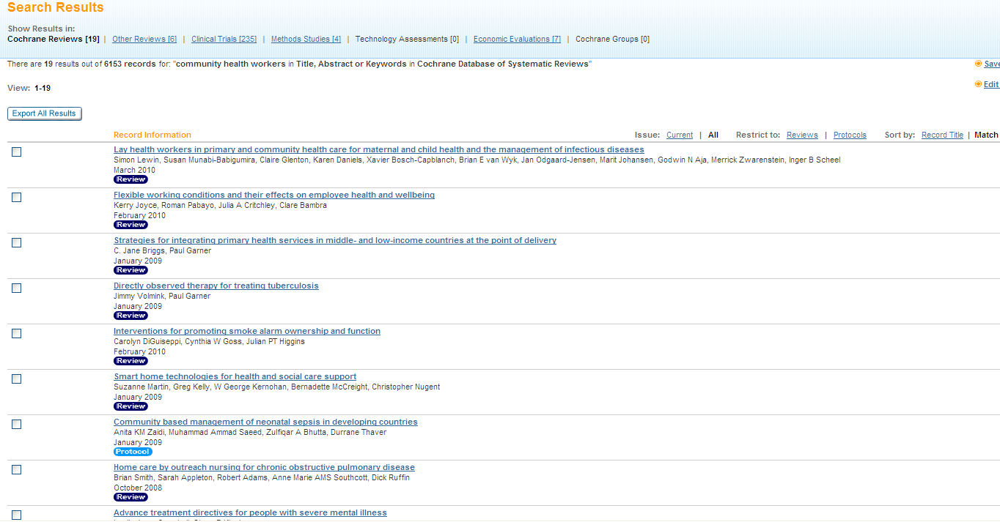 Search Results
Show Results in:
Cochrane Reviews [19] | Other Reviews [6] | Clinical Trials [235] | Methods Studies [4] | Technology Assessments [0] | Economic Evaluations [7] | Cochrane Groups [0]
There are 19 results out of 6153 records for: "community health workers in Title, Abstract or Keywords in Cochrane Database of Systematic Reviews"
Save
View: 1-19
Edit
Export All Results
Record Information Issue: Current | All Restrict to: Reviews | Protocols Sort by: Record Title | Match
Lay health workers in primary and community health care for maternal and child health and the management of infectious diseases
Simon Lewin, Susan Munabi-Babigumira, Claire Glenton, Karen Daniels, Xavier Bosch-Capblanch, Brian E van Wyk, Jan Odgaard-Jensen, Marit Johansen, Godwin N Aja, Merrick Zwarenstein, Inger B Scheel
March 2010
Review
Flexible working conditions and their effects on employee health and wellbeing
Kerry Joyce, Roman Pabayo, Julia A Critchley, Clare Bambra
February 2010
Review
Strategies for integrating primary health services in middle- and low-income countries at the point of delivery
C. Jane Briggs, Paul Garner
January 2009
Review
Directly observed therapy for treating tuberculosis
Jimmy Volmink, Paul Garner
January 2009
Review
Interventions for promoting smoke alarm ownership and function
Carolyn DiGuiseppi, Cynthia W Goss, Julian PT Higgins
February 2010
Review
Smart home technologies for health and social care support
Suzanne Martin, Greg Kelly, W George Kernohan, Bernadette McCreight, Christopher Nugent
January 2009
Review
Community based management of neonatal sepsis in developing countries
Anita KM Zaidi, Muhammad Ammad Saeed, Zulfiqar A Bhutta, Durrane Thaver
January 2009
Protocol
Home care by outreach nursing for chronic obstructive pulmonary disease
Brian Smith, Sarah Appleton, Robert Adams, Anne Marie AMS Southcott, Dick Ruffin
October 2008
Review
Advance treatment directives for people with severe mental illness